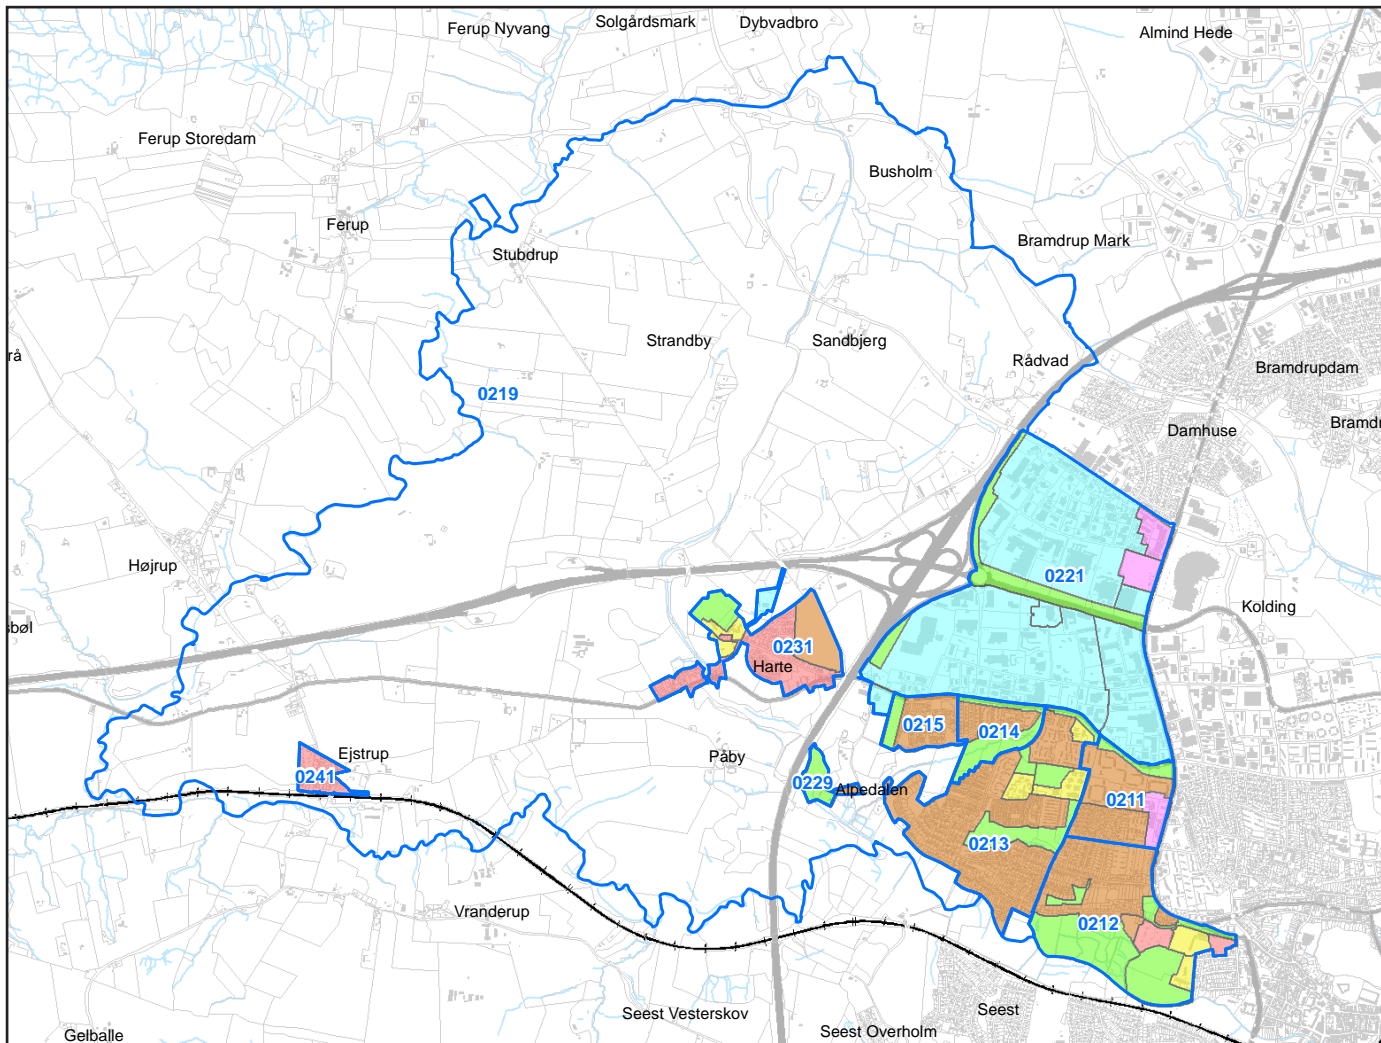 Solgårdsmark
Dybvadbro
Ferup Nyvang
Almind Hede
Ferup Storedam
Busholm
Ferup
Bramdrup Mark
Stubdrup
Strandby
Sandbjerg
rå
Rådvad
Bramdrupdam
0219
Bramdr
Damhuse
Højrup
0221
Kolding
sbøl
0231
Harte
0215
0214
Ejstrup
Påby
0241
0229
Alpedalen
0211
0213
Vranderup
0212
Seest Vesterskov
Seest
Seest Overholm
Gelballe